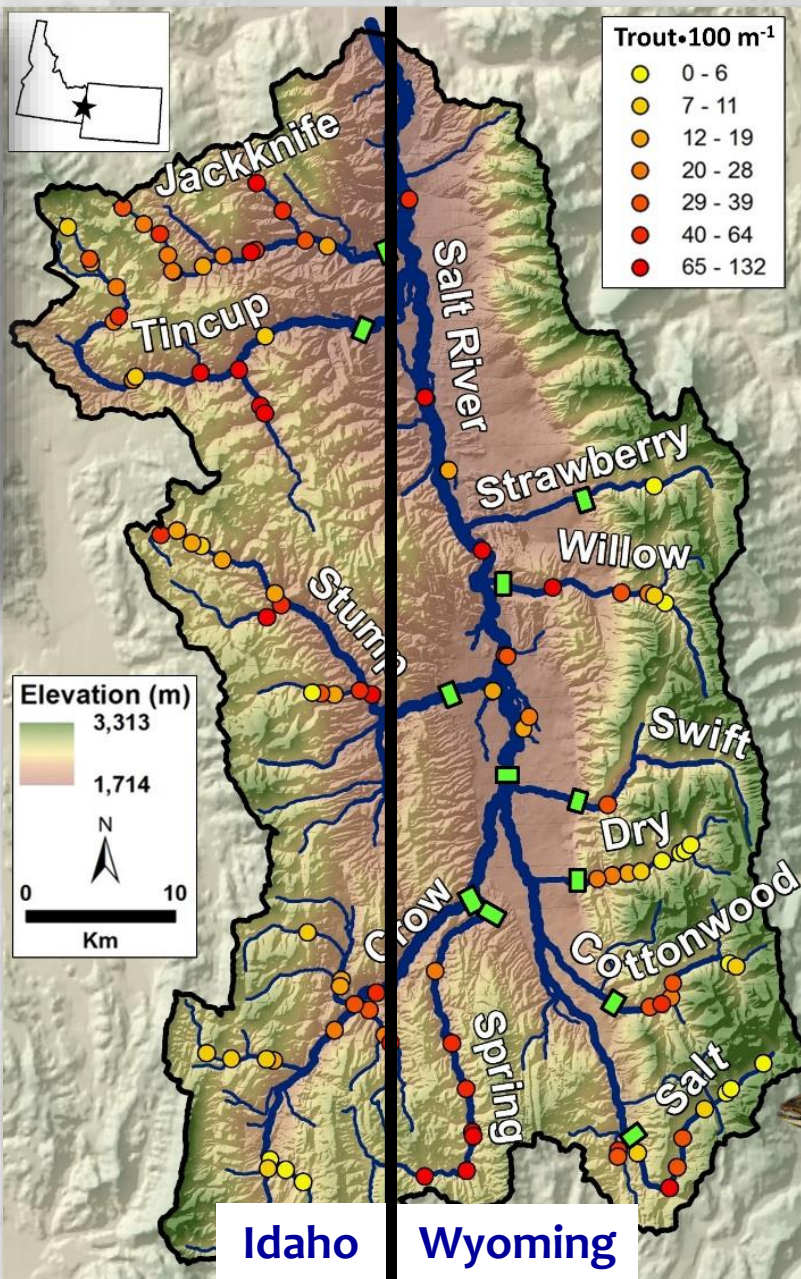 Trout•100 m-1
0 - 6
7 - 11
12 - 19
20 - 28
29 - 39
40 - 64
65 - 132
Jackknife
Salt River
Tincup
Strawberry
Willow
Stump
Elevation (m)
3,313
1,714
N
0 10
Km
Swift
Dry
Crow
Cottonwood
Spring
Salt
Idaho
Wyoming